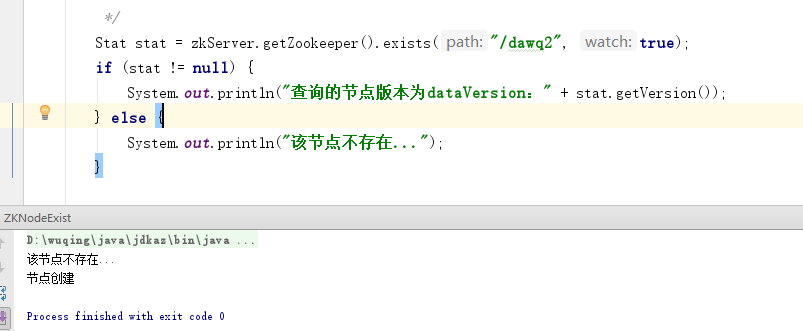 */
Stat stat = zkServer.getZookeeper().exists( path: "/dawq2", watch: true);
if (stat != null) {
System.out.println("查询的节点版本为dataVersion：" + stat.getVersion());
} else {
System.out.println("该节点不存在...");
}
ZKNodeExist
D:\wuqing\java\jdkaz\bin\java ...
该节点不存在...
节点创建
Process finished with exit code 0